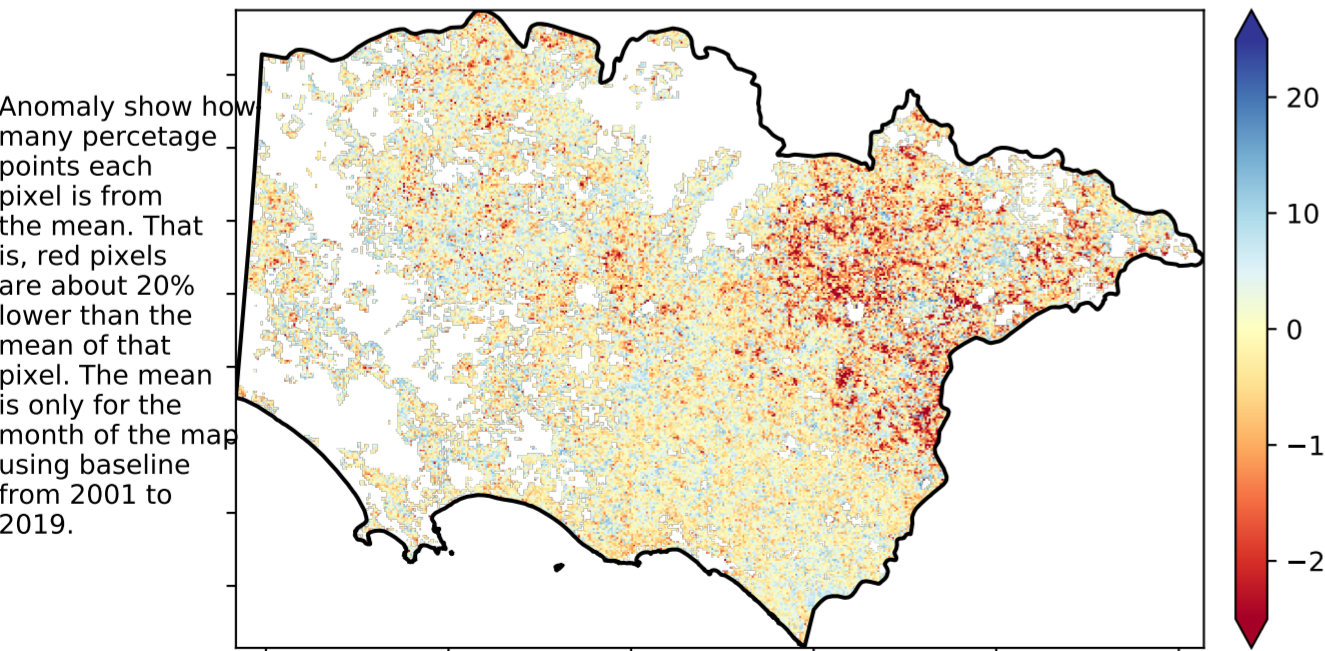 Anomaly show how
many percetage
points each
pixel is from
the mean. That
is, red pixels
are about 20%
lower than the
mean of that
pixel. The mean
is only for the
month of the map
using baseline
from 2001 to
2019.
20
10
0
−1
−2